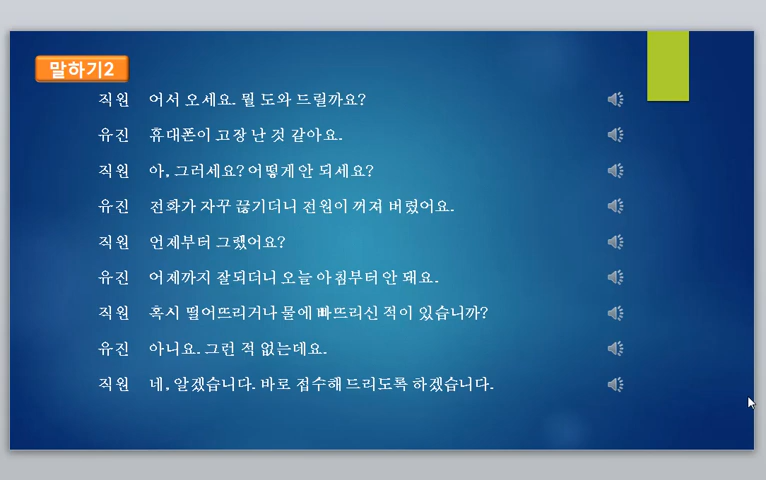 말하기2
직원 어서 오세요. 뭘 도와 드릴까요?
유진 휴대폰이 고장 난 것 같아요.
직원 아. 그러세요? 어떻게 안 되세요?
유진 전화가 자꾸 끊기더니 전원이 꺼져 버렸어요.
직원 언제부터 그랬어요?
유진 어제까지 잘되더니 오늘 아침부터 안 돼요.
직원 혹시 떨어뜨리거나 물에 빠뜨리신 적이 있습니까?
유진 아니요. 그런 적 없는데요.
직원 네. 알겠습니다. 바로 접수해 드리도록 하겠습니다.